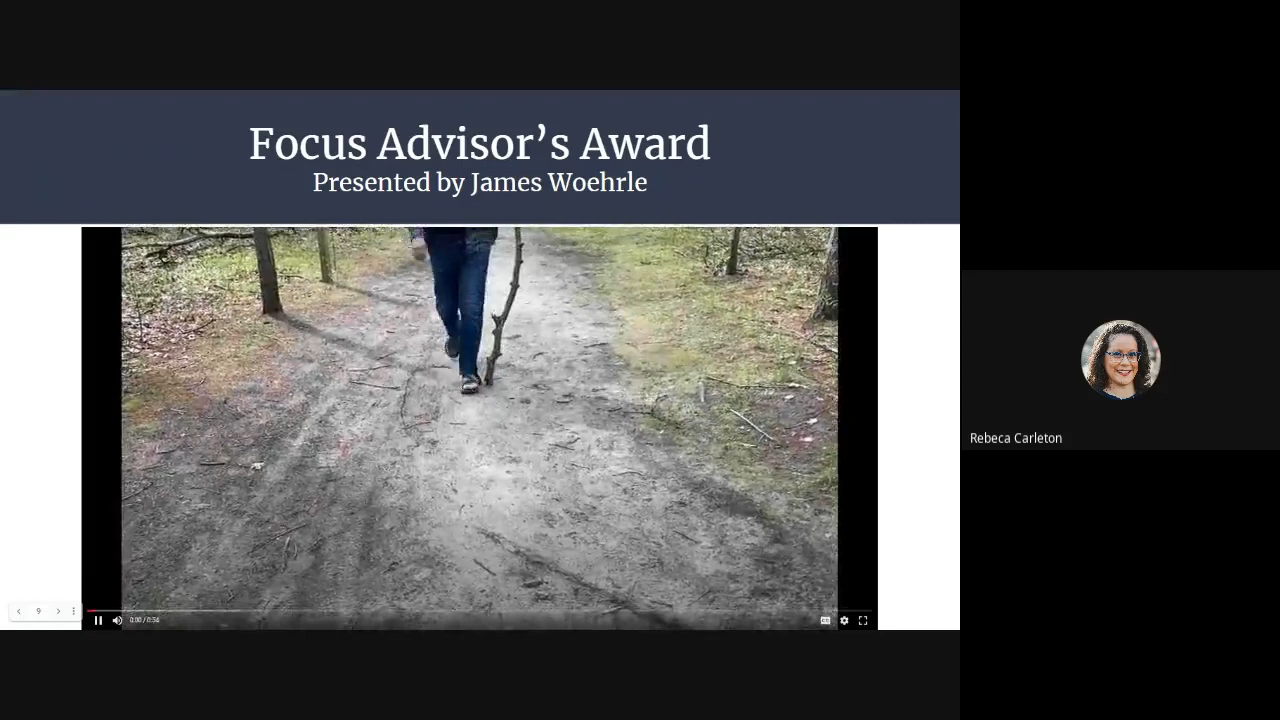 Focus Advisor’s Award
Presented by James Woehrle
Rebeca Carleton
9
0:00 / 0:54